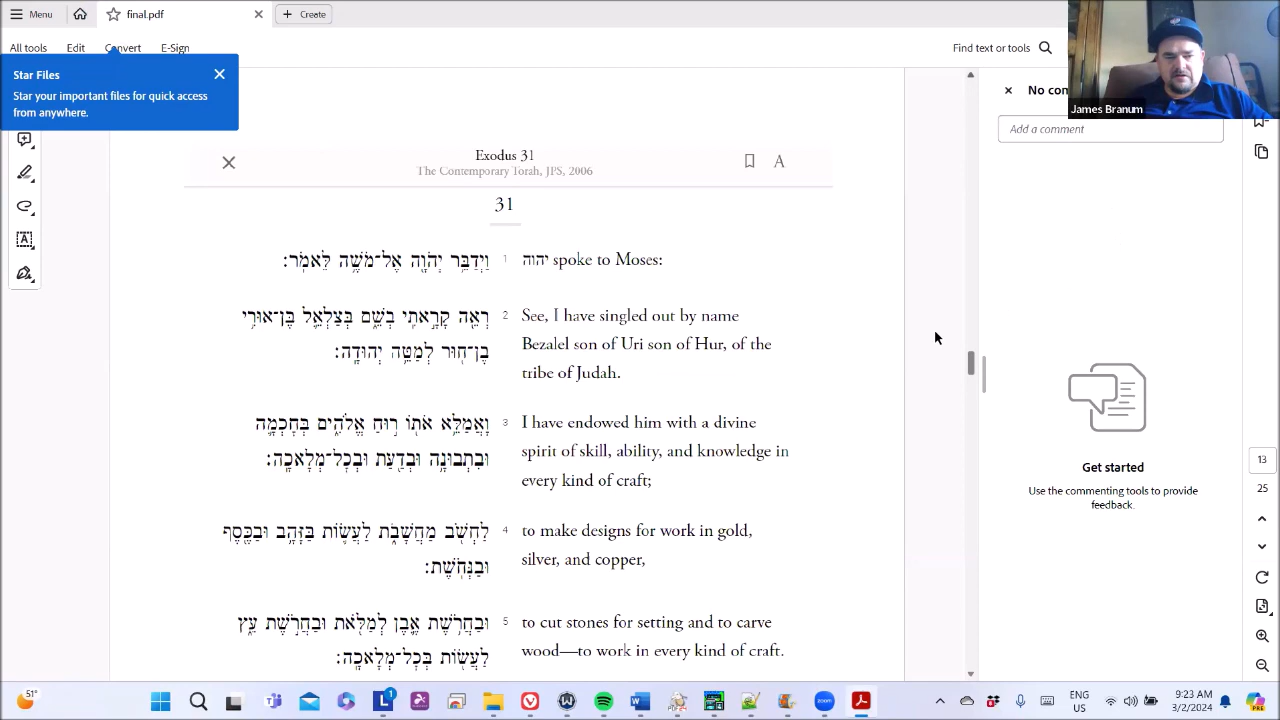 Menu
final.pdf
Create
All tools
Edit
Convert
E-Sign
Find text or tools
Star Files
Star your important files for quick access
from anywhere.
James Branum
No con
Add a comment
Exodus 31
The Contemporary Torah, JPS, 2006
A
31
וַיְדַבֵּ֥ר יְהֹוָ֖ה אֶל־מֹשֶׁ֥ה לֵּאמֹֽר׃
1
יהוה spoke to Moses:
רְאֵ֖ה קָרָ֣אתִֽי בְשֵׁ֑ם בְּצַלְאֵ֛ל בֶּן־אוּרִ֥י
בֶן־ח֖וּר לְמַטֵּ֥ה יְהוּדָֽה׃
2
See, I have singled out by name
Bezalel son of Uri son of Hur, of the
tribe of Judah.
וָאֲמַלֵּ֥א אֹת֖וֹ ר֣וּחַ אֱלֹהִ֑ים בְּחׇכְמָ֛ה
וּבִתְבוּנָ֥ה וּבְדַ֖עַת וּבְכׇל־מְלָאכָֽה׃
3
I have endowed him with a divine
spirit of skill, ability, and knowledge in
every kind of craft;
לַחְשֹׁ֖ב מַחֲשָׁבֹ֑ת לַעֲשׂ֛וֹת בַּזָּהָ֥ב וּבַכֶּ֖סֶף
וּבַנְּחֹֽשֶׁת׃
4
to make designs for work in gold,
silver, and copper,
וּבַחֲרֹ֥שֶׁת אֶ֛בֶן לְמַלֹּ֖את וּבַחֲרֹ֣שֶׁת עֵ֑ץ
לַעֲשׂ֖וֹת בְּכׇל־מְלָאכָֽה׃
5
to cut stones for setting and to carve
wood—to work in every kind of craft.
Get started
Use the commenting tools to provide
feedback.
13
25
51°
ENG
US
9:23 AM
3/2/2024